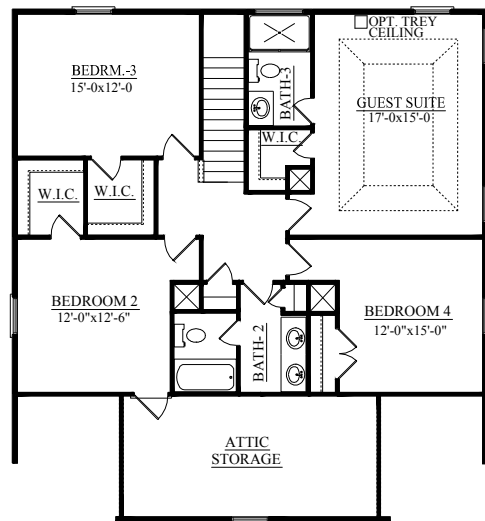 OPT. TREY
CEILING
BEDRM.-3
15'-0x12'-0
BATH-3
GUEST SUITE
17'-0x15'-0
W.I.C.
W.I.C.
W.I.C.
BEDROOM 2
12'-0"x12'-6"
BATH- 2
BEDROOM 4
12'-0"x15'-0"
ATTIC
STORAGE